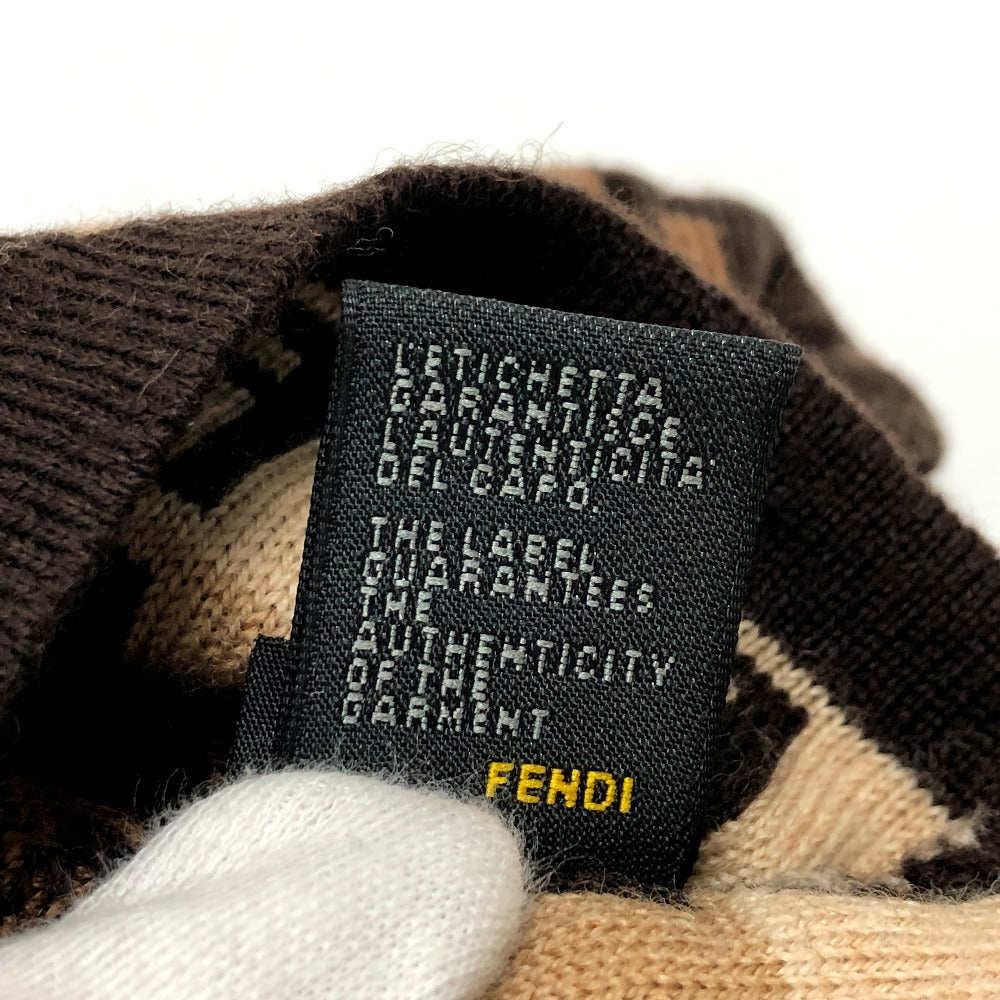 L'ETICHETTA
GARANTISCE
L'AUTENTICITA'
DEL CAPO.
THE LABEL
GUARANTEES
THE
AUTHENTICITY
OF THE
GARMENT
FENDI